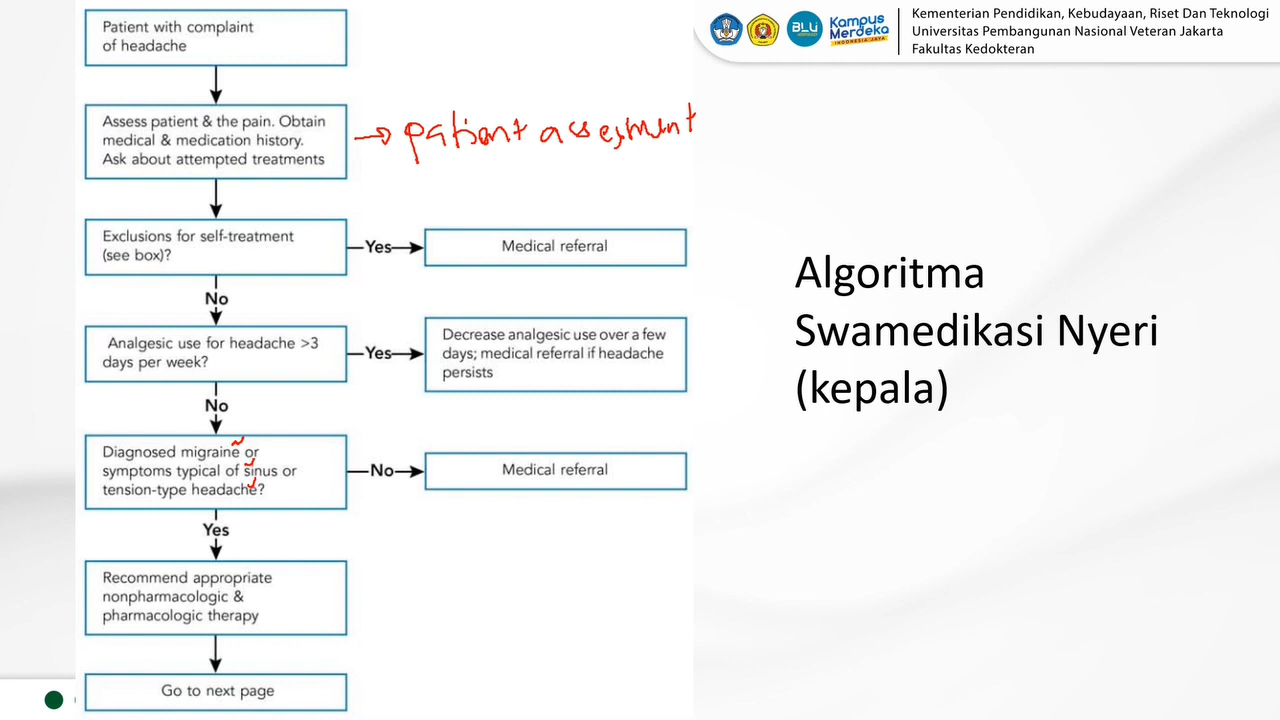 Patient with complaint
of headache
Assess patient & the pain. Obtain
medical & medication history.
Ask about attempted treatments
→ patient assesment
Exclusions for self-treatment
(see box)?
Yes
Medical referral
No
Analgesic use for headache >3
days per week?
Yes
Decrease analgesic use over a few
days; medical referral if headache
persists
No
Diagnosed migraine or
symptoms typical of sinus or
tension-type headache?
No
Medical referral
Yes
Recommend appropriate
nonpharmacologic &
pharmacologic therapy
Go to next page
BLU
Kampus
Merdeka
INDONESIA JAYA
Kementerian Pendidikan, Kebudayaan, Riset Dan Teknologi
Universitas Pembangunan Nasional Veteran Jakarta
Fakultas Kedokteran
Algoritma
Swamedikasi Nyeri
(kepala)